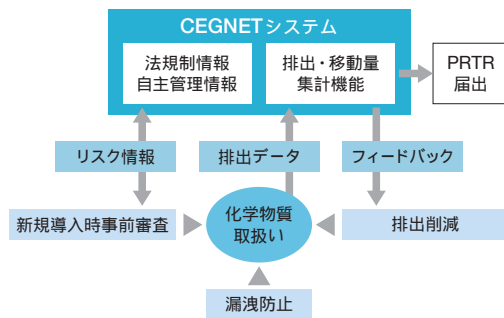 CEGNETシステム
法規制情報
自主管理情報
排出・移動量
集計機能
PRTR
届出
リスク情報
排出データ
フィードバック
新規導入時事前審査
化学物質
取扱い
排出削減
漏洩防止